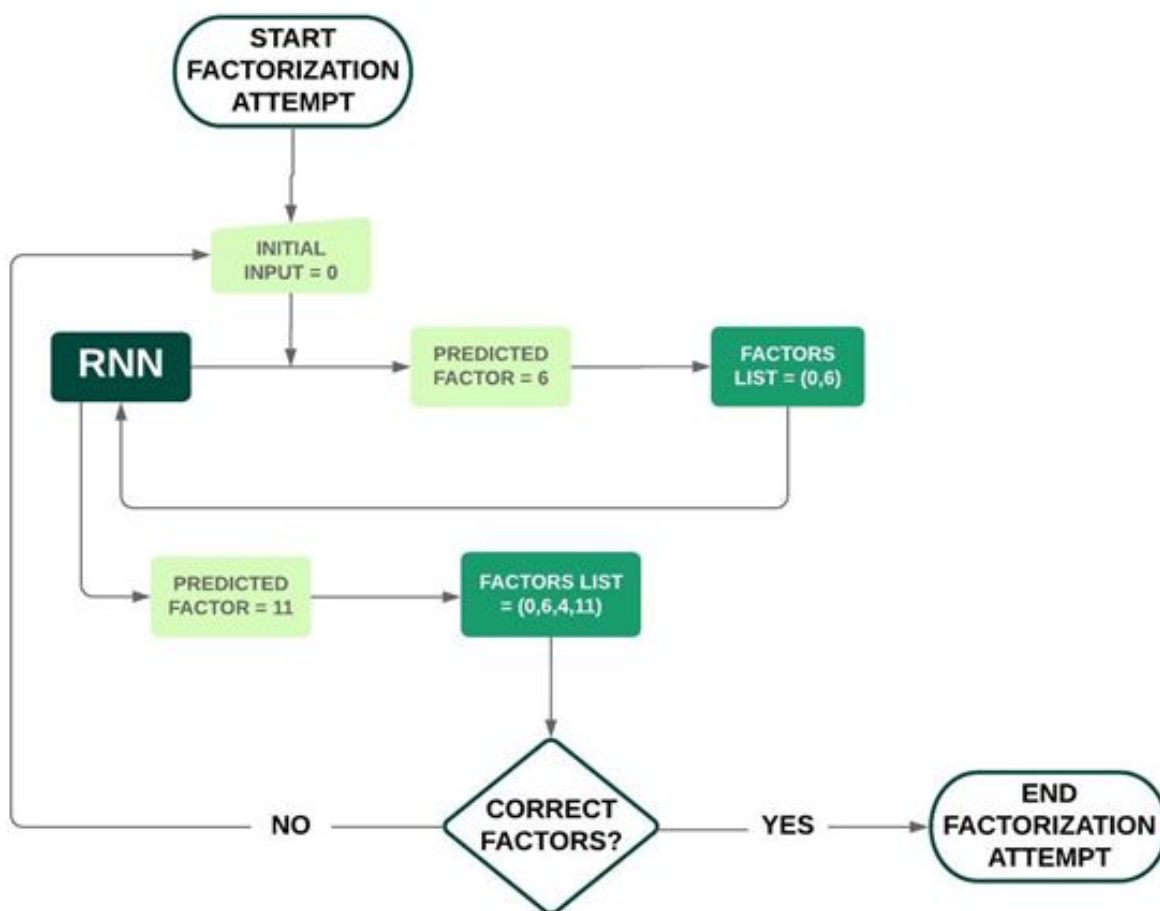 START
FACTORIZATION
ATTEMPT
INITIAL
INPUT = 0
RNN
PREDICTED
FACTOR = 6
FACTORS
LIST = (0,6)
PREDICTED
FACTOR = 11
FACTORS LIST
= (0,6,4,11)
CORRECT
FACTORS?
NO
YES
END
FACTORIZATION
ATTEMPT